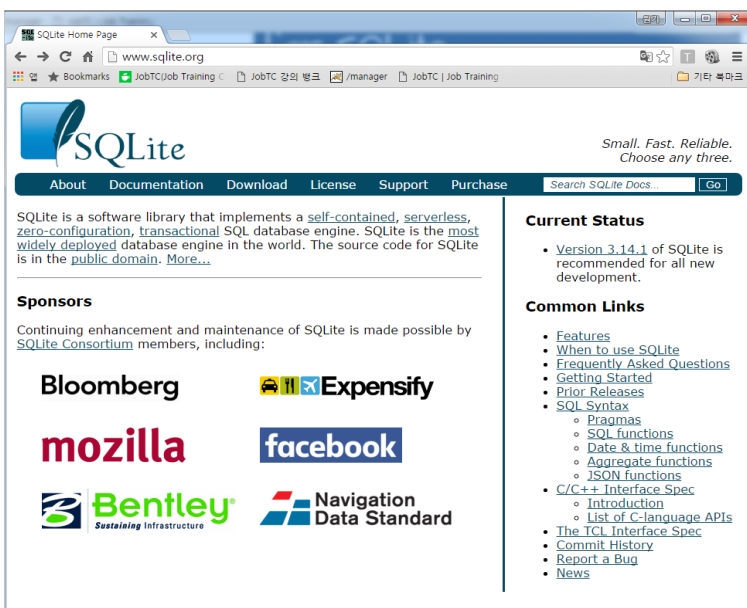 SQLite Home Page
www.sqlite.org
앱 Bookmarks JobTC(Job Training C JobTC 강의 뱅크 /manager JobTC | Job Training 기타 북마크
SQLite
Small. Fast. Reliable.
Choose any three.
About Documentation Download License Support Purchase Search SQLite Docs... Go
SQLite is a software library that implements a self-contained, serverless,
zero-configuration, transactional SQL database engine. SQLite is the most
widely deployed database engine in the world. The source code for SQLite
is in the public domain. More...
Sponsors
Continuing enhancement and maintenance of SQLite is made possible by
SQLite Consortium members, including:
Bloomberg
Expensify
mozilla
facebook
Bentley
Sustaining Infrastructure
Navigation
Data Standard
Current Status
Version 3.14.1 of SQLite is
recommended for all new
development.
Common Links
Features
When to use SQLite
Frequently Asked Questions
Getting Started
Prior Releases
SQL Syntax
Pragmas
SQL functions
Date & time functions
Aggregate functions
JSON functions
C/C++ Interface Spec
Introduction
List of C-language APIs
The TCL Interface Spec
Commit History
Report a Bug
News